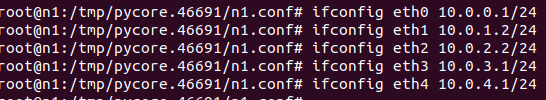 root@n1:/tmp/pycore.46691/n1.conf# ifconfig eth0 10.0.0.1/24
root@n1:/tmp/pycore.46691/n1.conf# ifconfig eth1 10.0.1.2/24
root@n1:/tmp/pycore.46691/n1.conf# ifconfig eth2 10.0.2.2/24
root@n1:/tmp/pycore.46691/n1.conf# ifconfig eth3 10.0.3.1/24
root@n1:/tmp/pycore.46691/n1.conf# ifconfig eth4 10.0.4.1/24
root@n1:/tmp/pycore.46691/n1.conf#